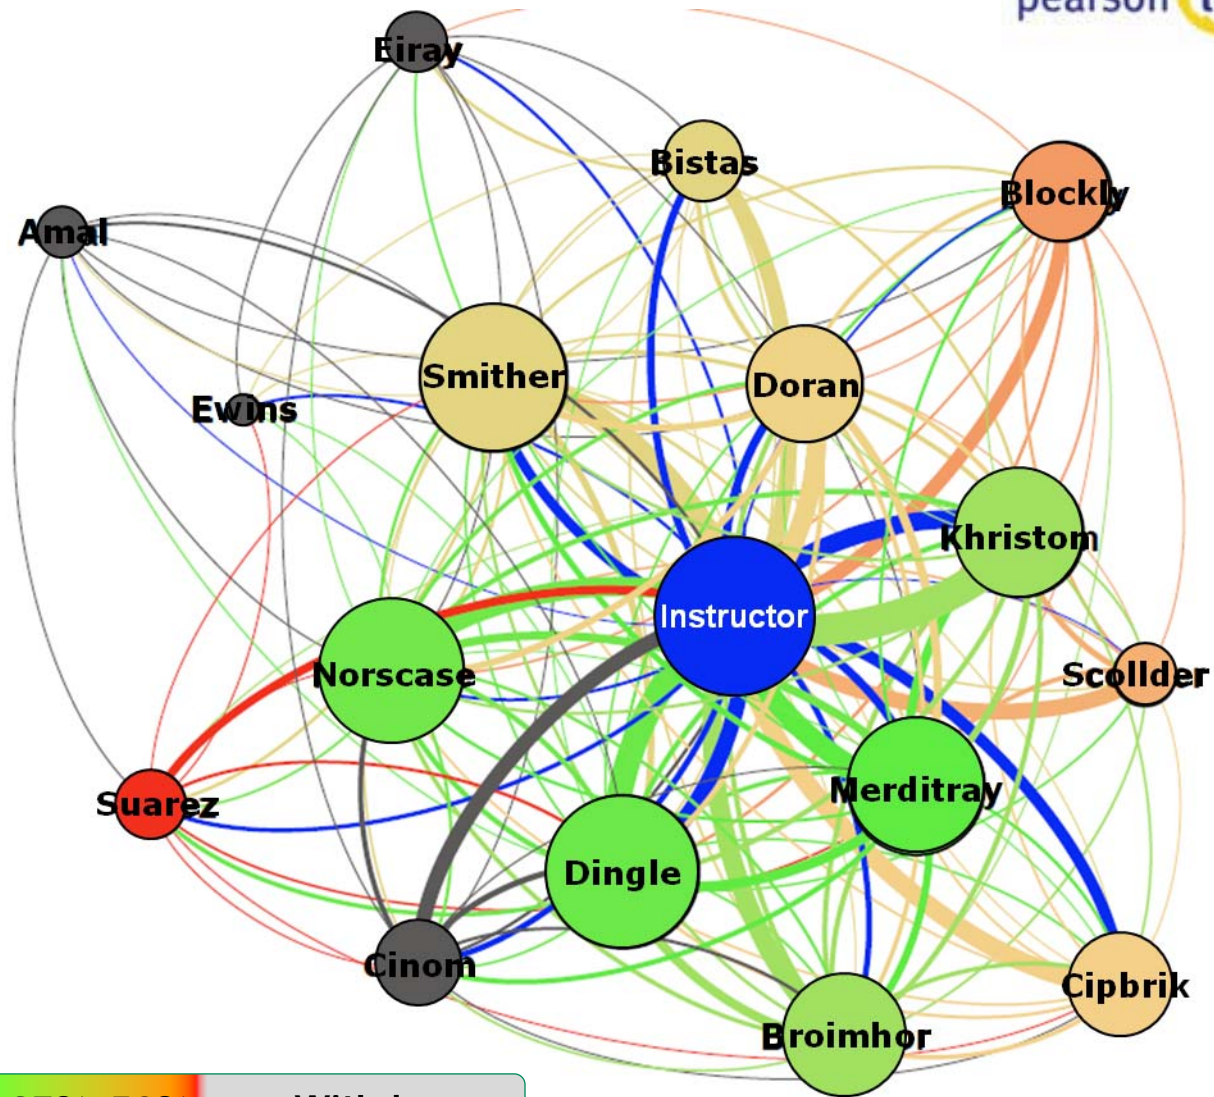 pearson
Eiray
Bistas
Blockly
Amal
Smither
Doran
Ewins
Khristom
Instructor
Norscase
Scollder
Merditray
Suarez
Dingle
Cinom
Cipbrik
Broimhor